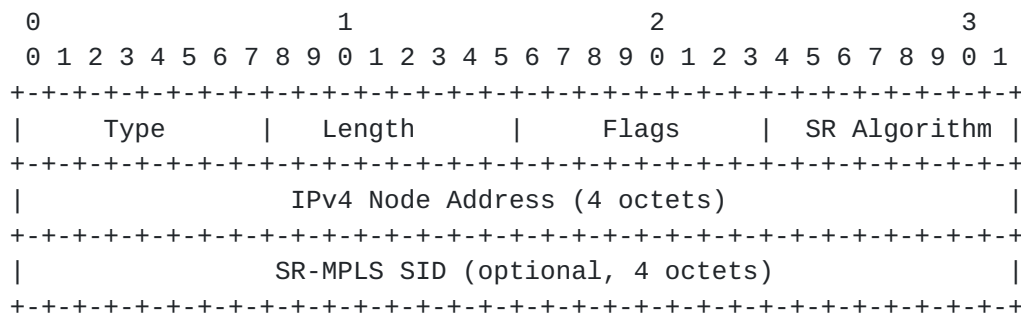 0                   1                   2                   3
 0 1 2 3 4 5 6 7 8 9 0 1 2 3 4 5 6 7 8 9 0 1 2 3 4 5 6 7 8 9 0 1
+-+-+-+-+-+-+-+-+-+-+-+-+-+-+-+-+-+-+-+-+-+-+-+-+-+-+-+-+-+-+-+-+
|     Type      |   Length      |     Flags     |  SR Algorithm |
+-+-+-+-+-+-+-+-+-+-+-+-+-+-+-+-+-+-+-+-+-+-+-+-+-+-+-+-+-+-+-+-+
|                 IPv4 Node Address (4 octets)                  |
+-+-+-+-+-+-+-+-+-+-+-+-+-+-+-+-+-+-+-+-+-+-+-+-+-+-+-+-+-+-+-+-+
|                SR-MPLS SID (optional, 4 octets)               |
+-+-+-+-+-+-+-+-+-+-+-+-+-+-+-+-+-+-+-+-+-+-+-+-+-+-+-+-+-+-+-+-+